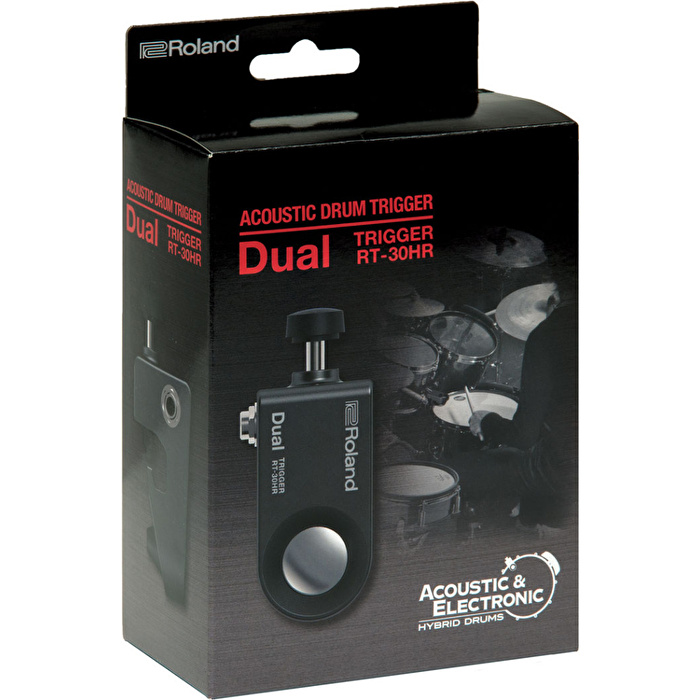 Roland
ACOUSTIC DRUM TRIGGER
Dual TRIGGER
RT-30HR
ACOUSTIC DRUM TRIGGER
Dual TRIGGER
RT-30HR
Roland
Dual
TRIGGER
RT-30HR
ACOUSTIC &
ELECTRONIC
HYBRID DRUMS